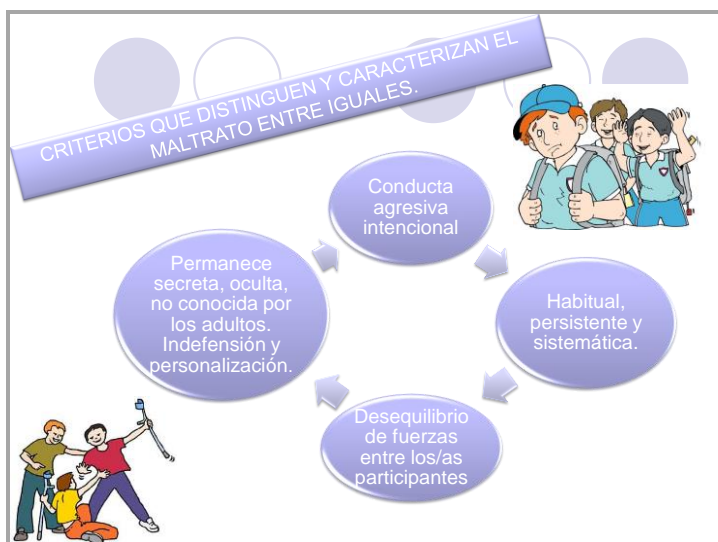 CRITERIOS QUE DISTINGUEN Y CARACTERIZAN EL
MALTRATO ENTRE IGUALES.
Conducta
agresiva
intencional
Habitual,
persistente y
sistemática.
Desequilibrio
de fuerzas
entre los/as
participantes
Permanece
secreta, oculta,
no conocida por
los adultos.
Indefensión y
personalización.